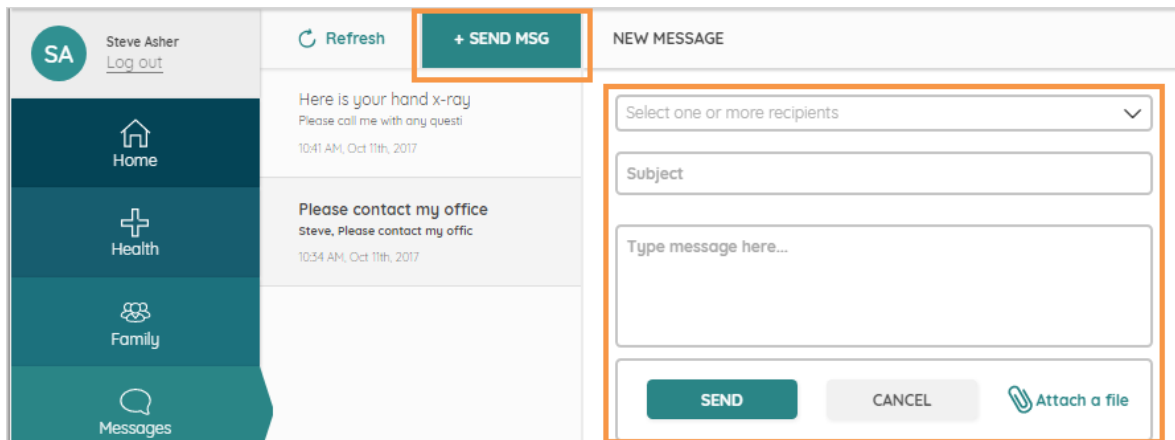 SA
Steve Asher
Log out
Home
Health
Family
Messages
Refresh
+ SEND MSG
Here is your hand x-ray
Please call me with any questi
10:41 AM, Oct 11th, 2017
Please contact my office
Steve, Please contact my offic
10:34 AM, Oct 11th, 2017
NEW MESSAGE
Select one or more recipients
Subject
Type message here...
SEND
CANCEL
Attach a file